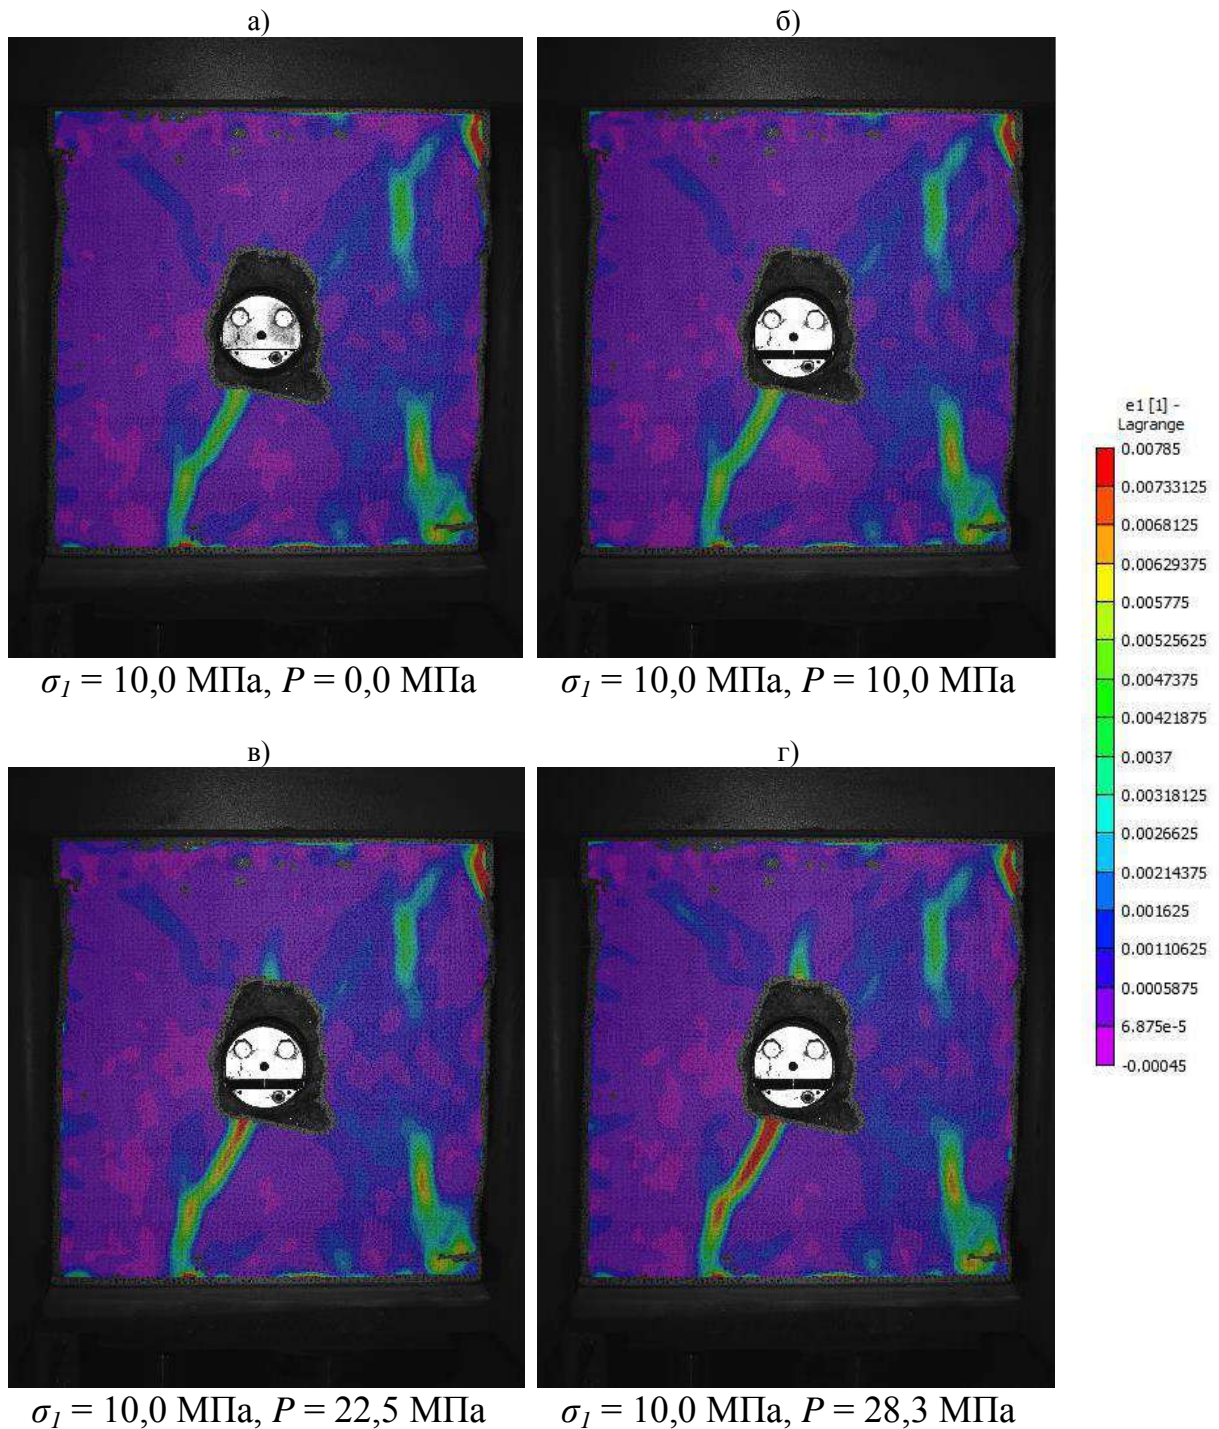 а) б)
σ₁ = 10,0 МПа, P = 0,0 МПа σ₁ = 10,0 МПа, P = 10,0 МПа
e1 [1] -
Lagrange
0.00785
0.00733125
0.0068125
0.00629375
0.005775
0.00525625
0.0047375
0.00421875
0.0037
0.00318125
0.0026625
0.00214375
0.001625
0.00110625
0.0005875
6.875e-5
-0.00045
в) г)
σ₁ = 10,0 МПа, P = 22,5 МПа σ₁ = 10,0 МПа, P = 28,3 МПа